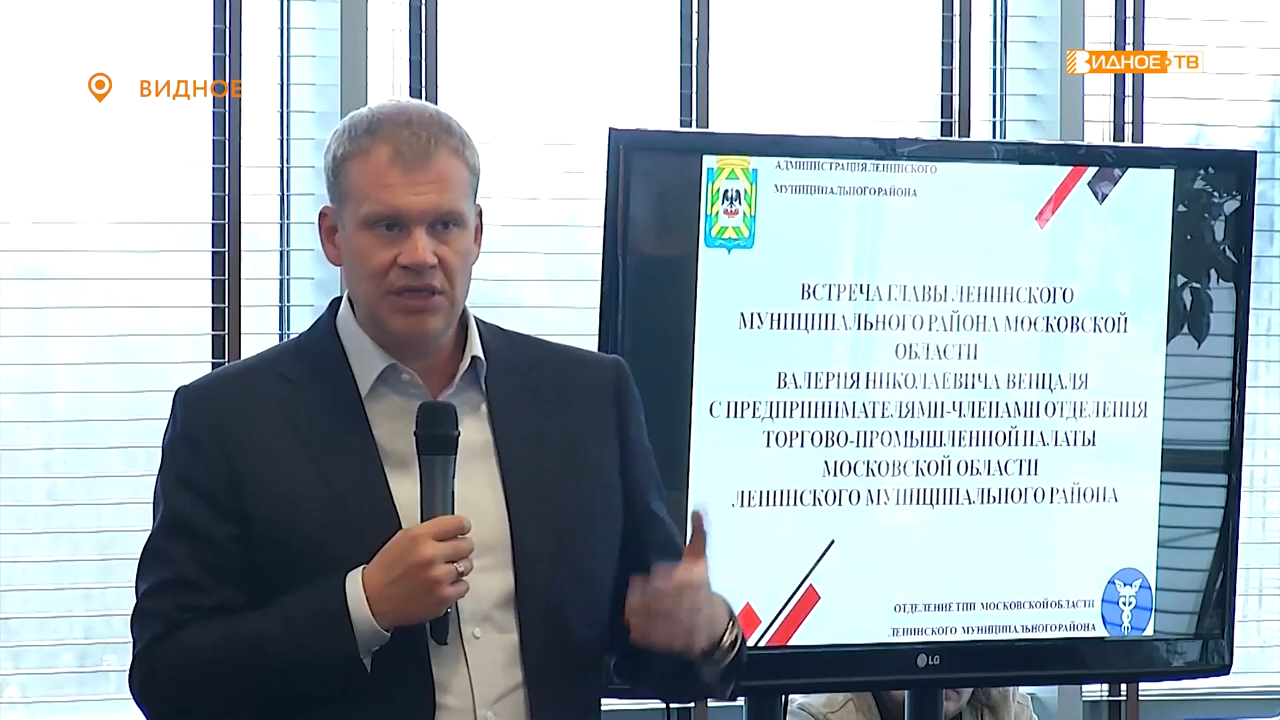 ВИДНОЕ
ВИДНОЕ ТВ
АДМИНИСТРАЦИЯ ЛЕНИНСКОГО
МУНИЦИПАЛЬНОГО РАЙОНА
ВСТРЕЧА ГЛАВЫ ЛЕНИНСКОГО
МУНИЦИПАЛЬНОГО РАЙОНА МОСКОВСКОЙ
ОБЛАСТИ
ВАЛЕРИЯ НИКОЛАЕВИЧА ВЕНЦАЛЯ
С ПРЕДПРИНИМАТЕЛЯМИ-ЧЛЕНАМИ ОТДЕЛЕНИЯ
ТОРГОВО-ПРОМЫШЛЕННОЙ ПАЛАТЫ
МОСКОВСКОЙ ОБЛАСТИ
ЛЕНИНСКОГО МУНИЦИПАЛЬНОГО РАЙОНА
ОТДЕЛЕНИЕ ТПП МОСКОВСКОЙ ОБЛАСТИ
ЛЕНИНСКОГО МУНИЦИПАЛЬНОГО РАЙОНА
LG